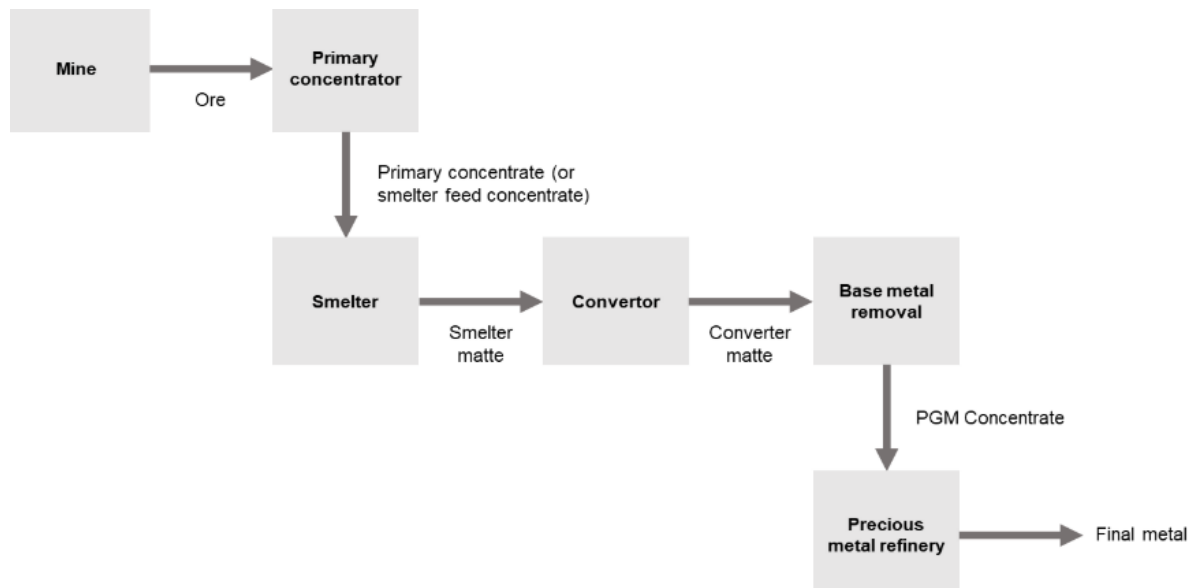 Mine
Ore
Primary
concentrator
Primary concentrate (or
smelter feed concentrate)
Smelter
Smelter
matte
Convertor
Converter
matte
Base metal
removal
PGM Concentrate
Precious
metal refinery
Final metal